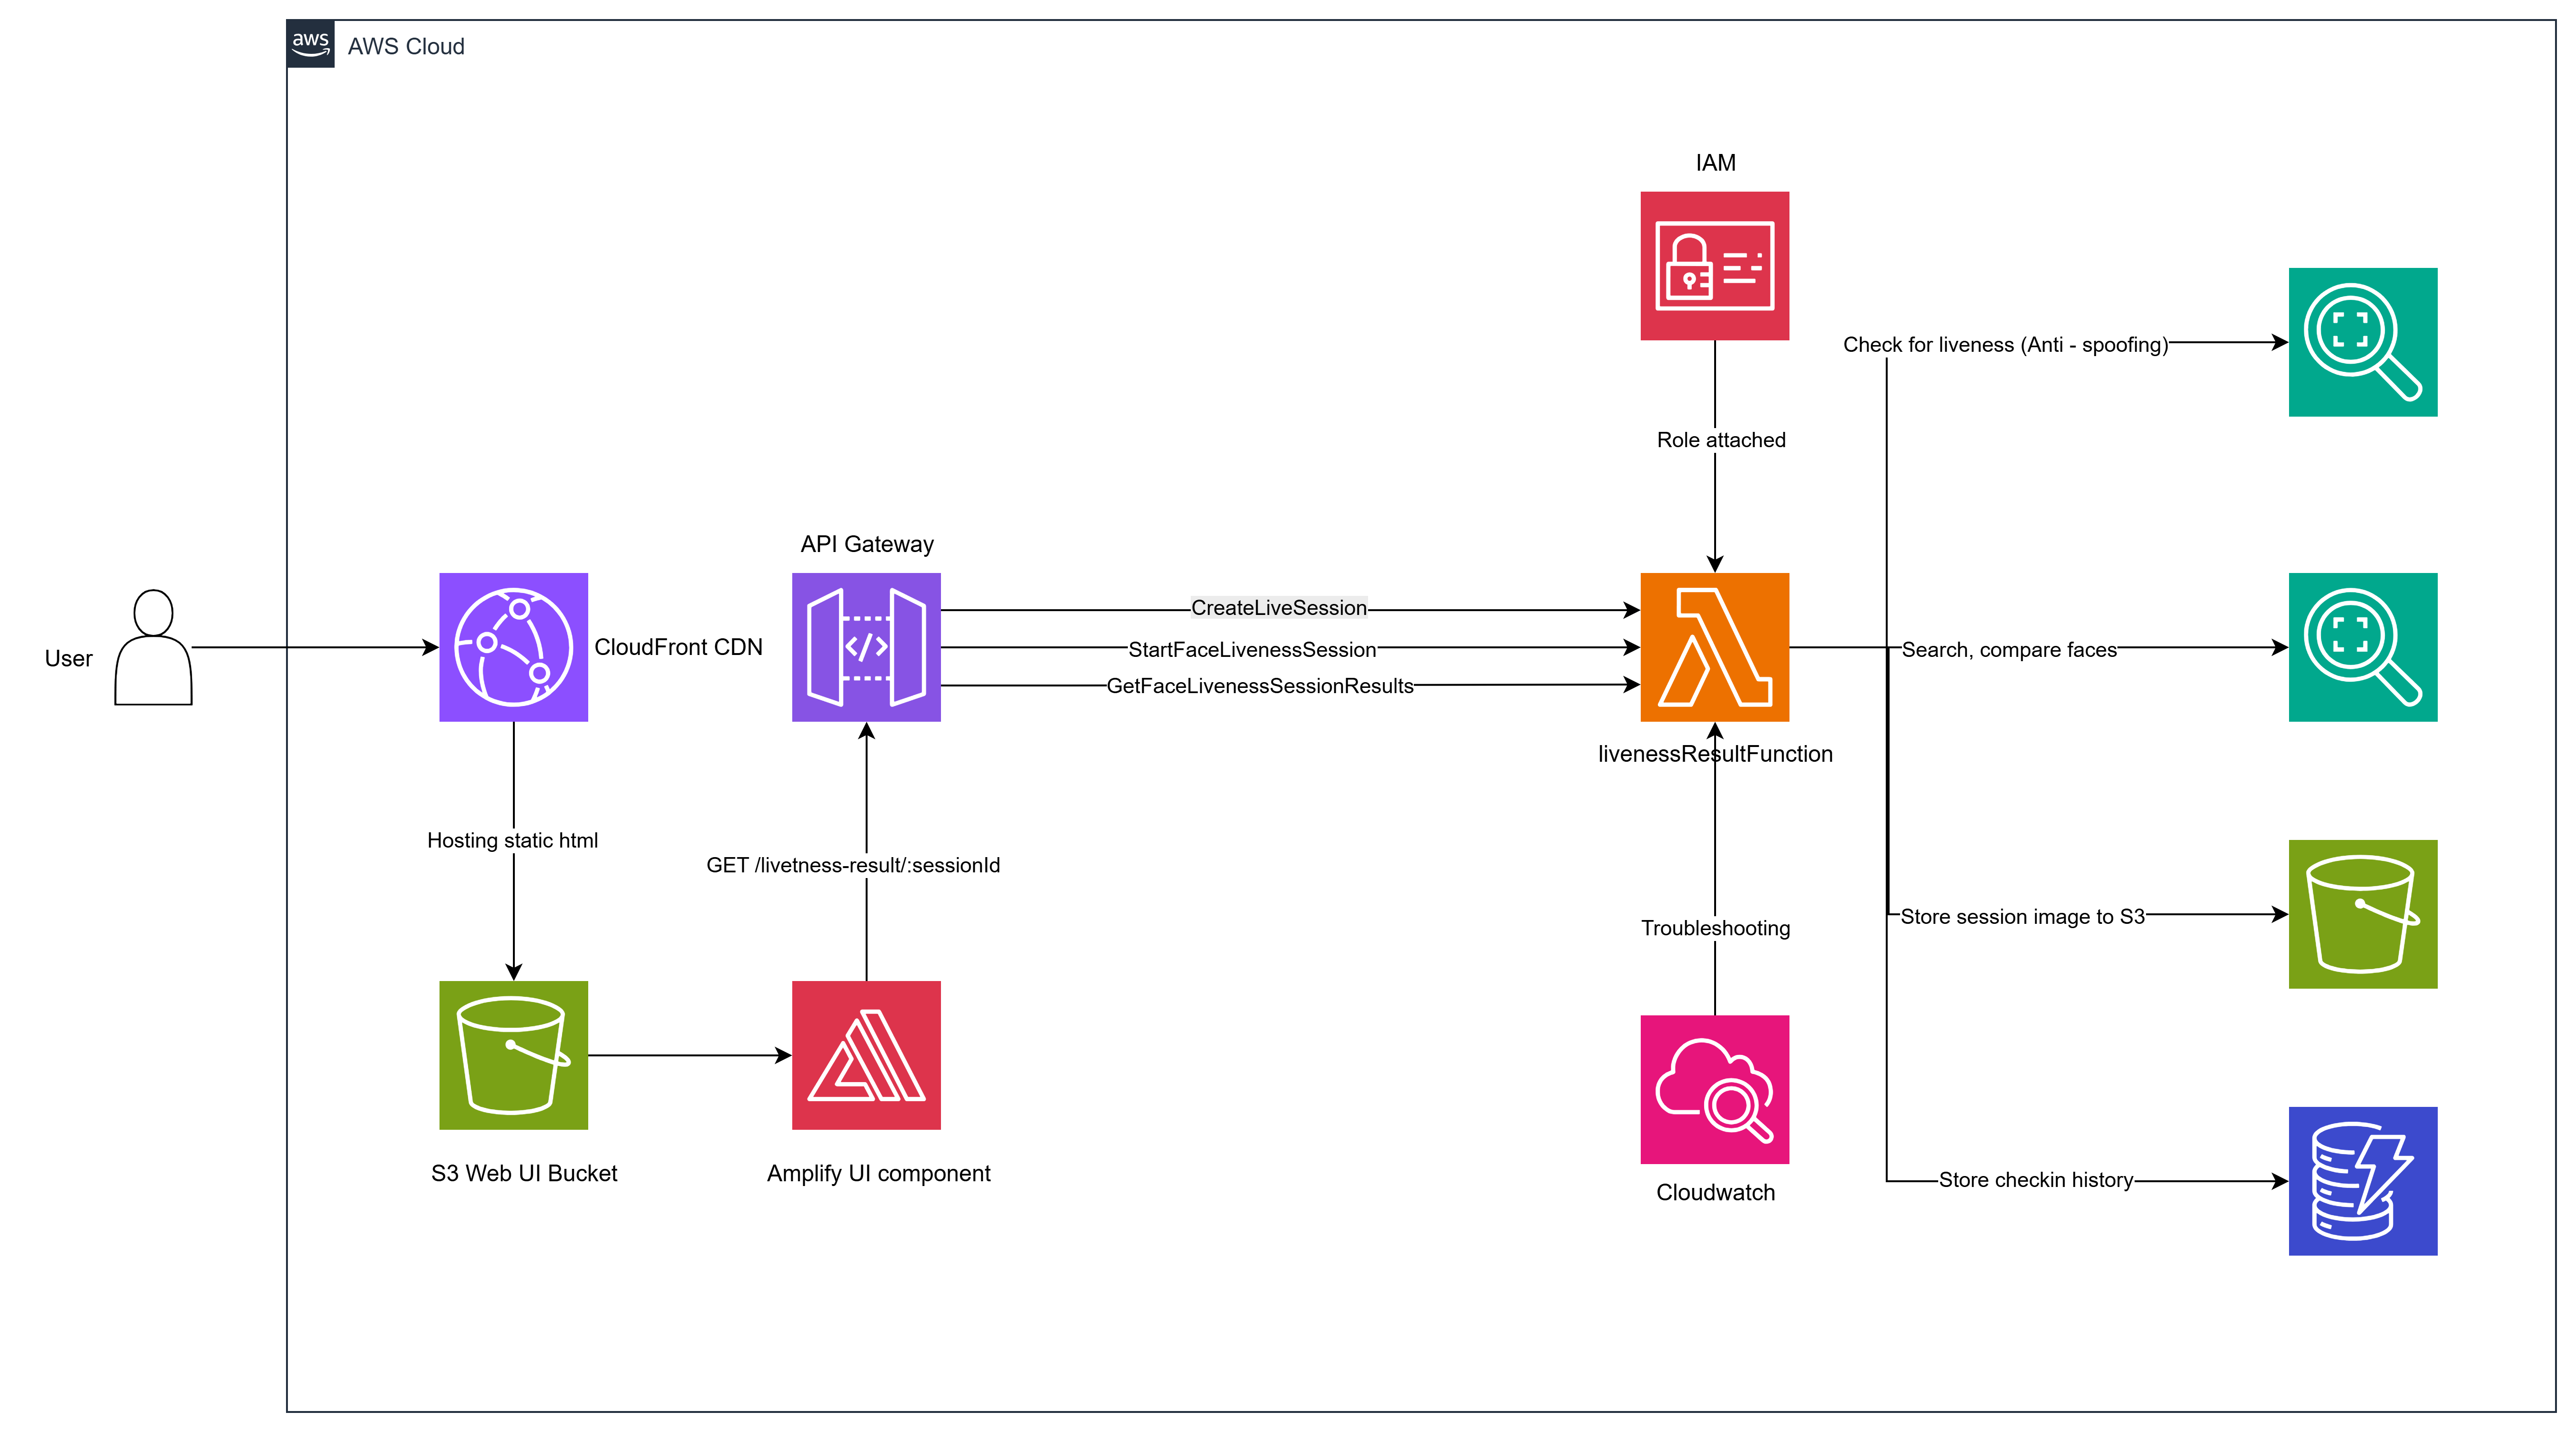 aws
AWS Cloud
IAM
Check for liveness (Anti - spoofing)
Role attached
API Gateway
User
CloudFront CDN
CreateLiveSession
StartFaceLivenessSession
GetFaceLivenessSessionResults
Search, compare faces
livenessResultFunction
Hosting static html
GET /livetness-result/:sessionId
Troubleshooting
Store session image to S3
S3 Web UI Bucket
Amplify UI component
Cloudwatch
Store checkin history